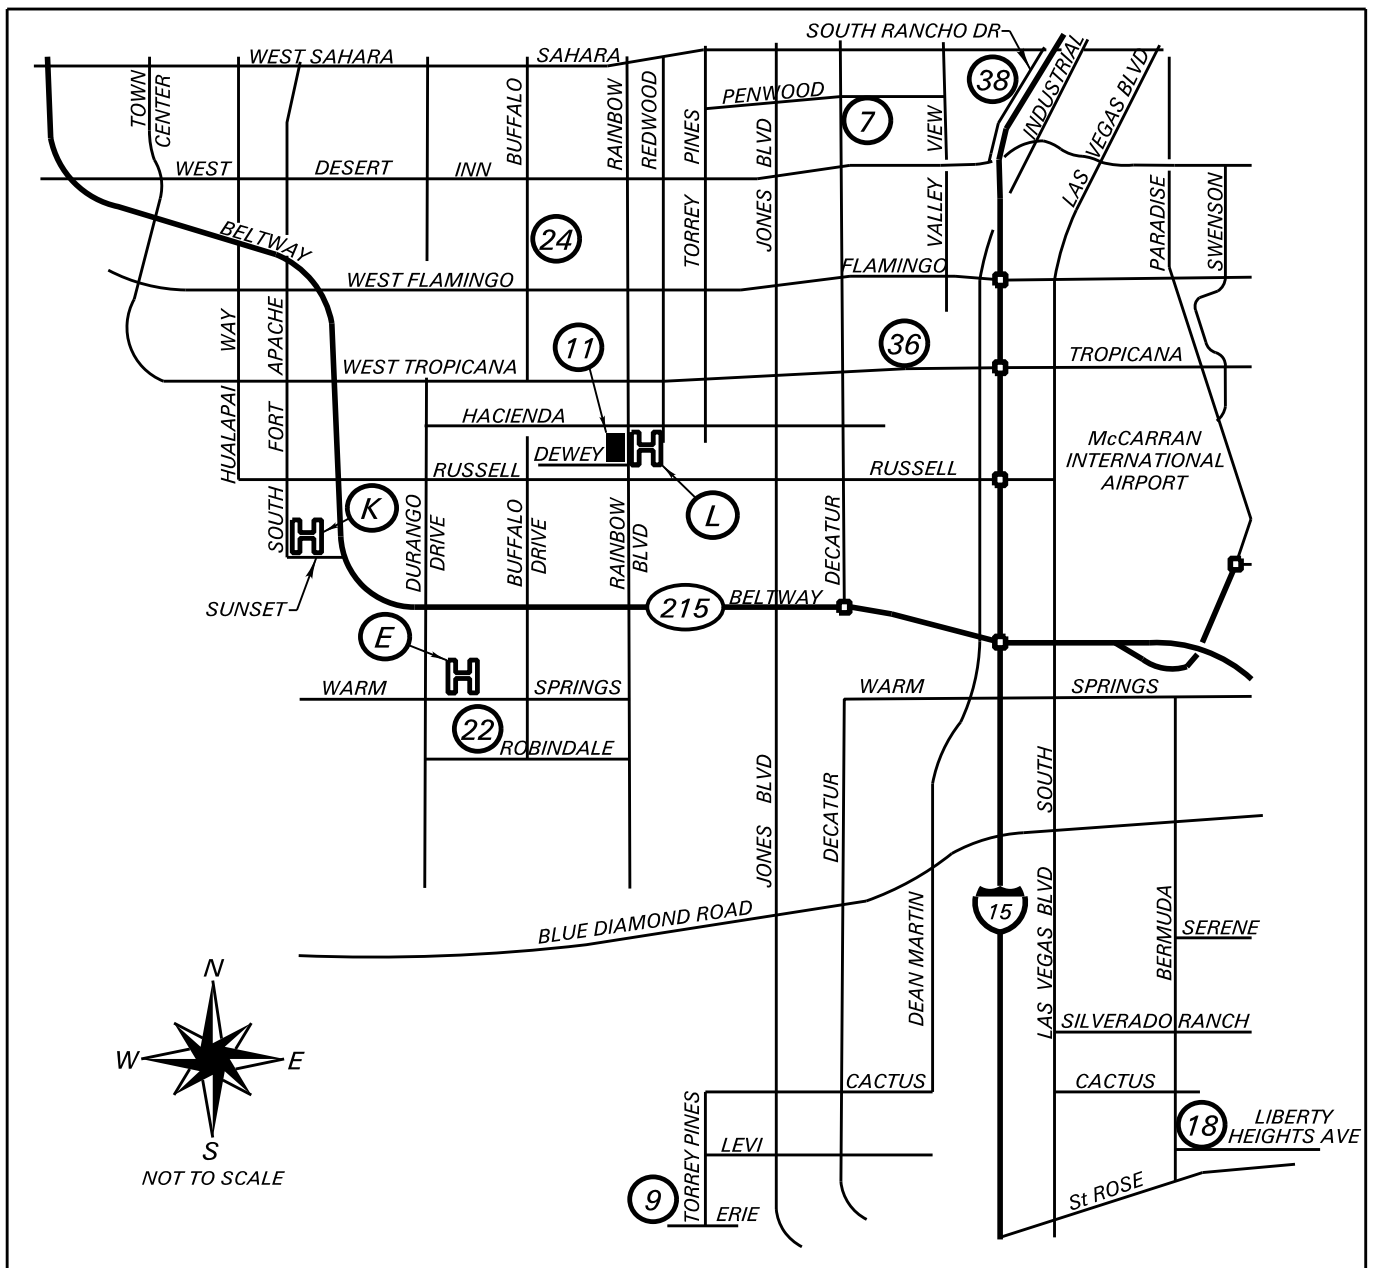 SOUTH RANCHO DR
WEST SAHARA
SAHARA
38
TOWN
CENTER
BUFFALO
RAINBOW
REDWOOD
PINES
PENWOOD
JONES BLVD
7
VIEW
INDUSTRIAL
LAS VEGAS BLVD
WEST DESERT INN
TORREY
VALLEY
PARADISE
SWENSON
BELTWAY
24
WEST FLAMINGO
FLAMINGO
HUALAPAI WAY
SOUTH FORT APACHE
11
36
WEST TROPICANA
TROPICANA
HACIENDA
McCARRAN
INTERNATIONAL
AIRPORT
DEWEY
H
RUSSELL
RUSSELL
K
L
H
DURANGO
DRIVE
BUFFALO
DRIVE
RAINBOW
BLVD
DECATUR
SUNSET
215
BELTWAY
E
H
WARM SPRINGS
WARM SPRINGS
22
ROBINDALE
JONES BLVD
DECATUR
LAS VEGAS BLVD SOUTH
15
DEAN MARTIN
BERMUDA
BLUE DIAMOND ROAD
SERENE
N
W
E
S
NOT TO SCALE
SILVERADO RANCH
CACTUS
CACTUS
TORREY PINES
18
LIBERTY
HEIGHTS AVE
LEVI
9
ERIE
St ROSE